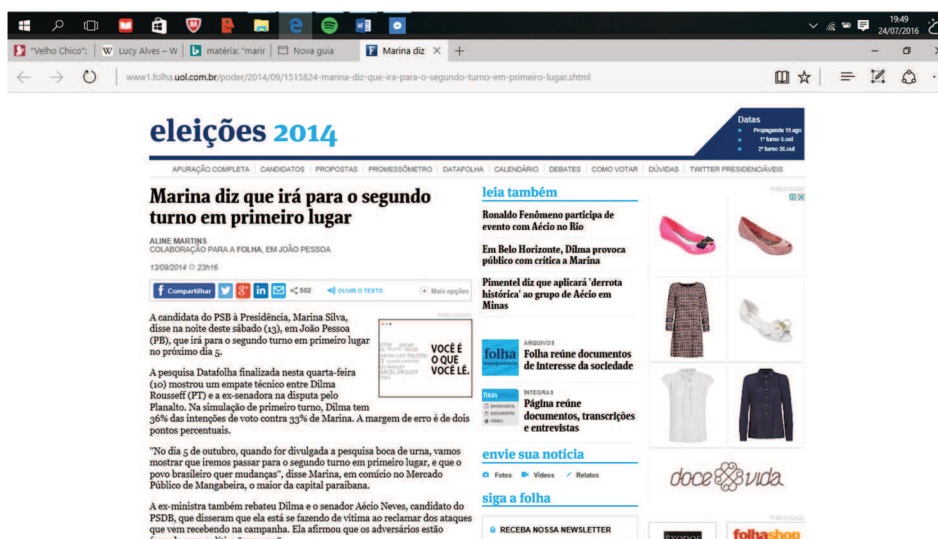 19:49
24/07/2016
"Velho Chico":
Lucy Alves – W
matéria: "marir
Nova guia
Marina diz
www1.folha.uol.com.br/poder/2014/09/1515824-marina-diz-que-ira-para-o-segundo-turno-em-primeiro-lugar.shtml
eleições 2014
Datas
Propaganda 19.ago
1º turno 5.out
2º turno 26.out
APURAÇÃO COMPLETA
CANDIDATOS
PROPOSTAS
PROMESSÔMETRO
DATAFOLHA
CALENDÁRIO
DEBATES
COMO VOTAR
DÚVIDAS
TWITTER PRESIDENCIÁVEIS
Marina diz que irá para o segundo
turno em primeiro lugar
ALINE MARTINS
COLABORAÇÃO PARA A FOLHA, EM JOÃO PESSOA
13/09/2014 23h16
Compartilhar
502
OUVIR O TEXTO
Mais opções
A candidata do PSB à Presidência, Marina Silva,
disse na noite deste sábado (13), em João Pessoa
(PB), que irá para o segundo turno em primeiro lugar
no próximo dia 5.
PUBLICIDADE
VOCÊ É
O QUE
VOCÊ LÊ.
A pesquisa Datafolha finalizada nesta quarta-feira
(10) mostrou um empate técnico entre Dilma
Rousseff (PT) e a ex-senadora na disputa pelo
Planalto. Na simulação de primeiro turno, Dilma tem
36% das intenções de voto contra 33% de Marina. A margem de erro é de dois
pontos percentuais.
"No dia 5 de outubro, quando for divulgada a pesquisa boca de urna, vamos
mostrar que iremos passar para o segundo turno em primeiro lugar, e que o
povo brasileiro quer mudanças", disse Marina, em comício no Mercado
Público de Mangabeira, o maior da capital paraibana.
A ex-ministra também rebateu Dilma e o senador Aécio Neves, candidato do
PSDB, que disseram que ela está se fazendo de vítima ao reclamar dos ataques
que vem recebendo na campanha. Ela afirmou que os adversários estão
leia também
Ronaldo Fenômeno participa de
evento com Aécio no Rio
Em Belo Horizonte, Dilma provoca
público com crítica a Marina
Pimentel diz que aplicará 'derrota
histórica' ao grupo de Aécio em
Minas
folha
ARQUIVOS
Folha reúne documentos
de interesse da sociedade
ÍNTEGRAS
Página reúne
documentos, transcrições
e entrevistas
envie sua notícia
Fotos
Vídeos
Relatos
siga a folha
RECEBA NOSSA NEWSLETTER
PUBLICIDADE
doce vida
PUBLICIDADE
folhashop